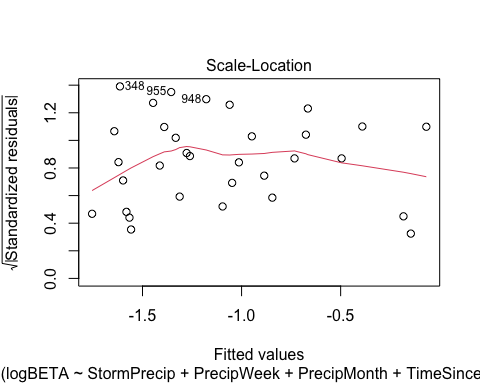 Scale-Location
348
955
948
√|Standardized residuals|
0.0 0.4 0.8 1.2
-1.5 -1.0 -0.5
Fitted values
(logBETA ~ StormPrecip + PrecipWeek + PrecipMonth + TimeSince